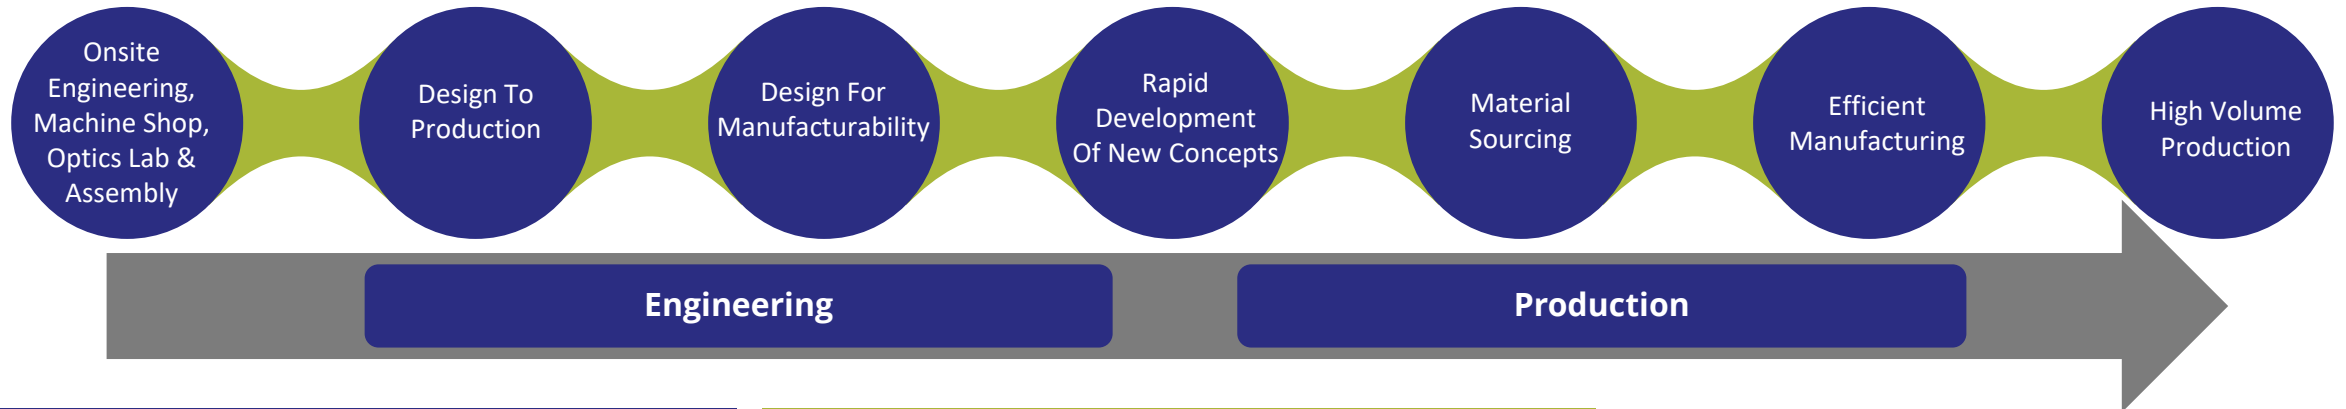 Onsite
Engineering,
Machine Shop,
Optics Lab &
Assembly
Design To
Production
Design For
Manufacturability
Rapid
Development
Of New Concepts
Material
Sourcing
Efficient
Manufacturing
High Volume
Production
Engineering
Production